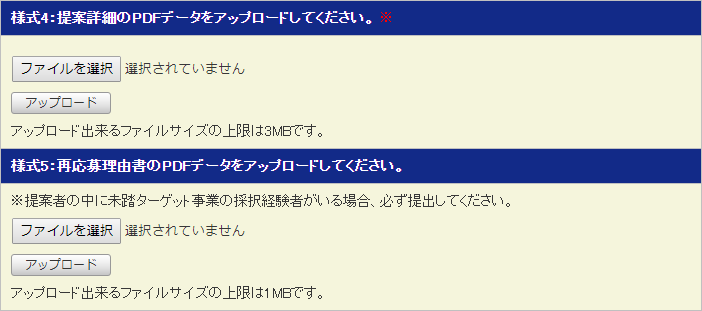 様式4：提案詳細のPDFデータをアップロードしてください。 ※
ファイルを選択 選択されていません
アップロード
アップロード出来るファイルサイズの上限は3MBです。
様式5：再応募理由書のPDFデータをアップロードしてください。
※提案者の中に未踏ターゲット事業の採択経験者がいる場合、必ず提出してください。
ファイルを選択 選択されていません
アップロード
アップロード出来るファイルサイズの上限は1MBです。